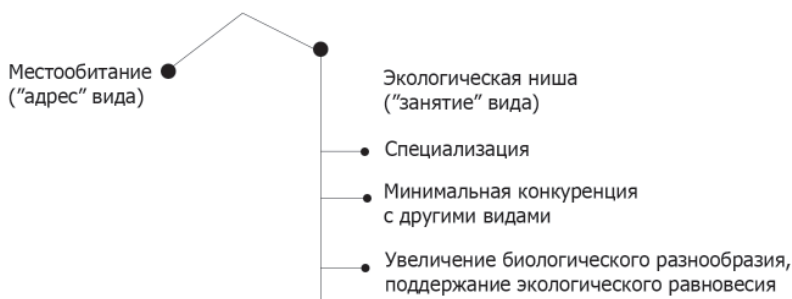 Местообитание
("адрес" вида)
Экологическая ниша
("занятие" вида)
Специализация
Минимальная конкуренция
с другими видами
Увеличение биологического разнообразия,
поддержание экологического равновесия